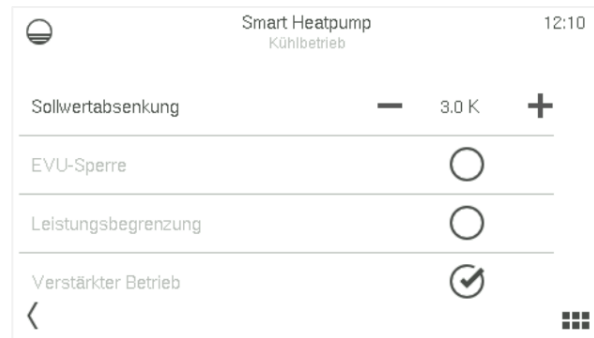 Smart Heatpump
12:10
Kühlbetrieb
Sollwertabsenkung 3.0 K
EVU-Sperre
Leistungsbegrenzung
Verstärkter Betrieb